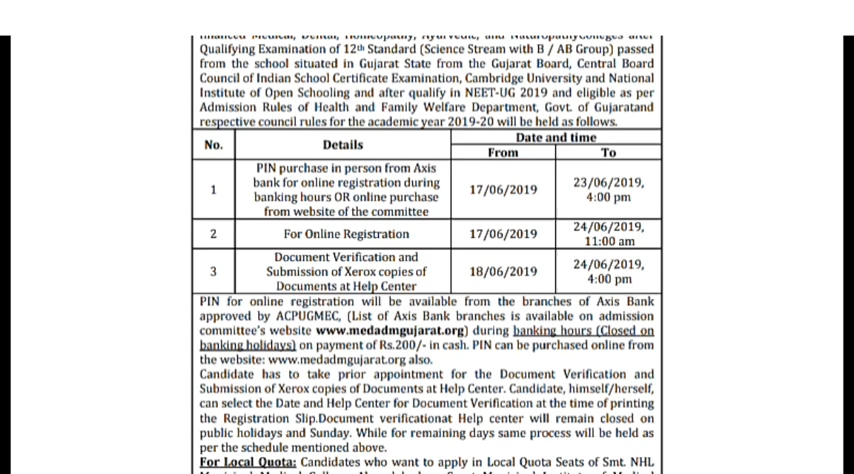 Financed Medical, Dental, Homeopathy, Ayurvedic, and Naturopathy Colleges after
Qualifying Examination of 12th Standard (Science Stream with B / AB Group) passed
from the school situated in Gujarat State from the Gujarat Board, Central Board
Council of Indian School Certificate Examination, Cambridge University and National
Institute of Open Schooling and after qualify in NEET-UG 2019 and eligible as per
Admission Rules of Health and Family Welfare Department, Govt. of Gujaratand
respective council rules for the academic year 2019-20 will be held as follows.
No. Details Date and time
From To
1 PIN purchase in person from Axis bank for online registration during banking hours OR online purchase from website of the committee 17/06/2019 23/06/2019, 4:00 pm
2 For Online Registration 17/06/2019 24/06/2019, 11:00 am
3 Document Verification and Submission of Xerox copies of Documents at Help Center 18/06/2019 24/06/2019, 4:00 pm
PIN for online registration will be available from the branches of Axis Bank
approved by ACPUGMEC, (List of Axis Bank branches is available on admission
committee's website www.medadmgujarat.org) during banking hours (Closed on
banking holidays) on payment of Rs.200/- in cash. PIN can be purchased online from
the website: www.medadmgujarat.org also.
Candidate has to take prior appointment for the Document Verification and
Submission of Xerox copies of Documents at Help Center. Candidate, himself/herself,
can select the Date and Help Center for Document Verification at the time of printing
the Registration Slip.Document verificationat Help center will remain closed on
public holidays and Sunday. While for remaining days same process will be held as
per the schedule mentioned above.
For Local Quota: Candidates who want to apply in Local Quota Seats of Smt. NHL